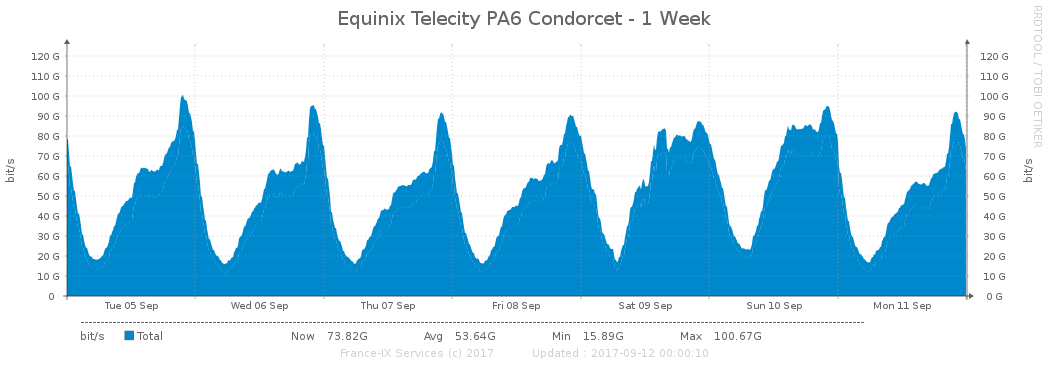 Equinix Telecity PA6 Condorcet - 1 Week
RRDTOOL / TOBI OETIKER
bit/s
120 G
110 G
100 G
90 G
80 G
70 G
60 G
50 G
40 G
30 G
20 G
10 G
0
120 G
110 G
100 G
90 G
80 G
70 G
60 G
50 G
40 G
30 G
20 G
10 G
0 G
bit/s
Tue 05 Sep Wed 06 Sep Thu 07 Sep Fri 08 Sep Sat 09 Sep Sun 10 Sep Mon 11 Sep
bit/s Total Now 73.82G Avg 53.64G Min 15.89G Max 100.67G
France-IX Services (c) 2017 Updated : 2017-09-12 00:00:10